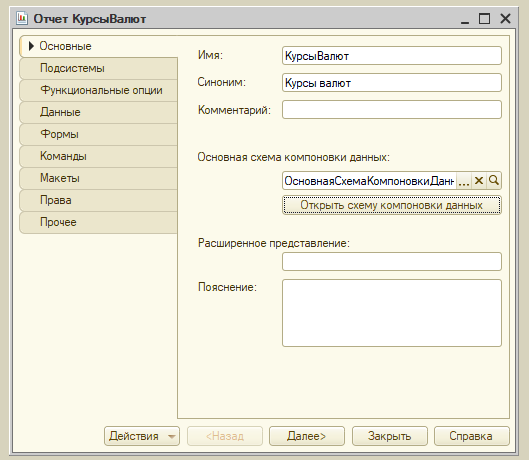 Отчет КурсыВалют
Основные
Подсистемы
Функциональные опции
Данные
Формы
Команды
Макеты
Права
Прочее
Имя: КурсыВалют
Синоним: Курсы валют
Комментарий:
Основная схема компоновки данных:
ОсновнаяСхемаКомпоновкиДанн ...
Открыть схему компоновки данных
Расширенное представление:
Пояснение:
Действия <Назад Далее> Закрыть Справка